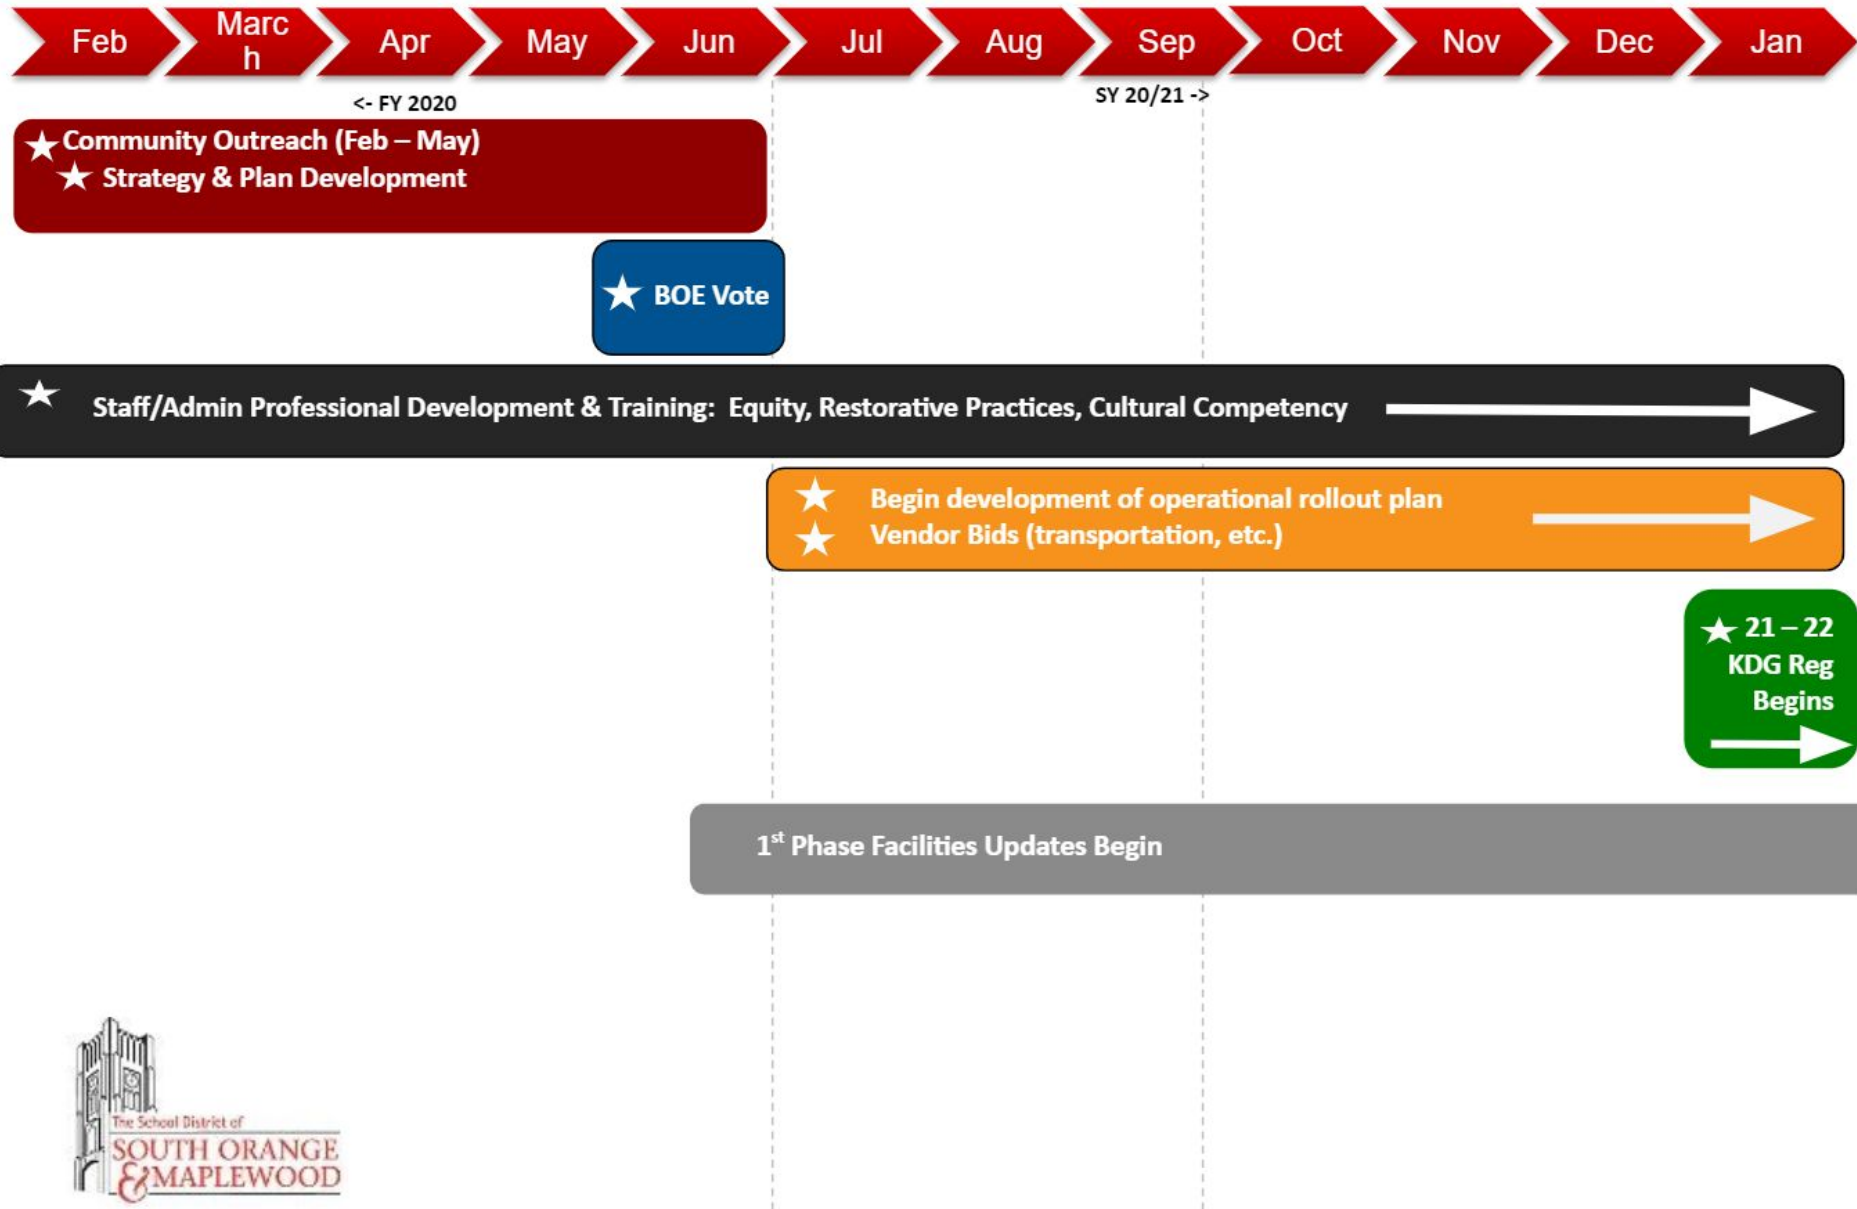 Feb
Marc
h
Apr
May
Jun
Jul
Aug
Sep
Oct
Nov
Dec
Jan
<- FY 2020
SY 20/21 ->
Community Outreach (Feb – May)
Strategy & Plan Development
BOE Vote
Staff/Admin Professional Development & Training:  Equity, Restorative Practices, Cultural Competency
Begin development of operational rollout plan
Vendor Bids (transportation, etc.)
21 – 22
KDG Reg
Begins
1st Phase Facilities Updates Begin
The School District of
SOUTH ORANGE
&MAPLEWOOD